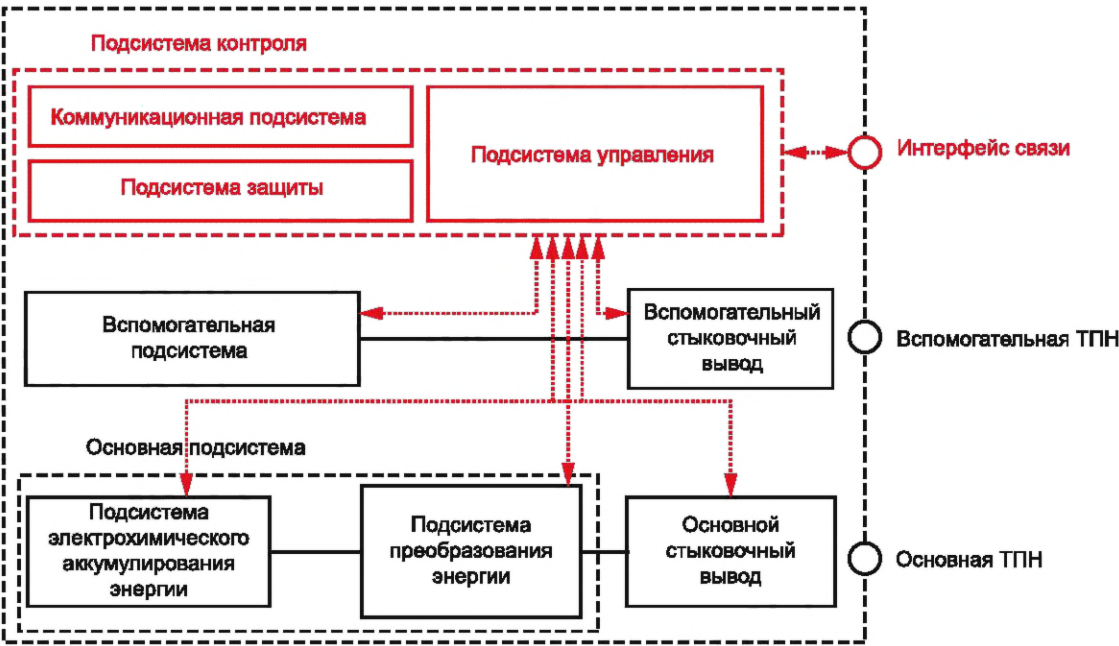 Подсистема контроля
Коммуникационная подсистема
Подсистема защиты
Подсистема управления
Интерфейс связи
Вспомогательная
подсистема
Вспомогательный
стыковочный
вывод
Вспомогательная ТПН
Основная подсистема
Подсистема
электрохимического
аккумулирования
энергии
Подсистема
преобразования
энергии
Основной
стыковочный
вывод
Основная ТПН